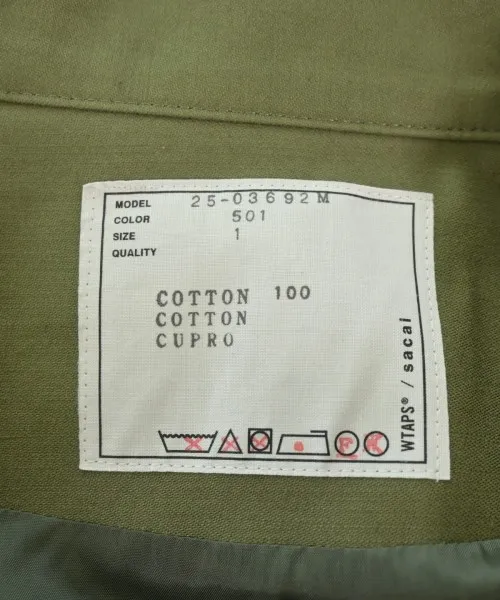 MODEL 25-03692M
COLOR 501
SIZE 1
QUALITY
COTTON 100
COTTON
CUPRO
WTAPS® / sacai
F